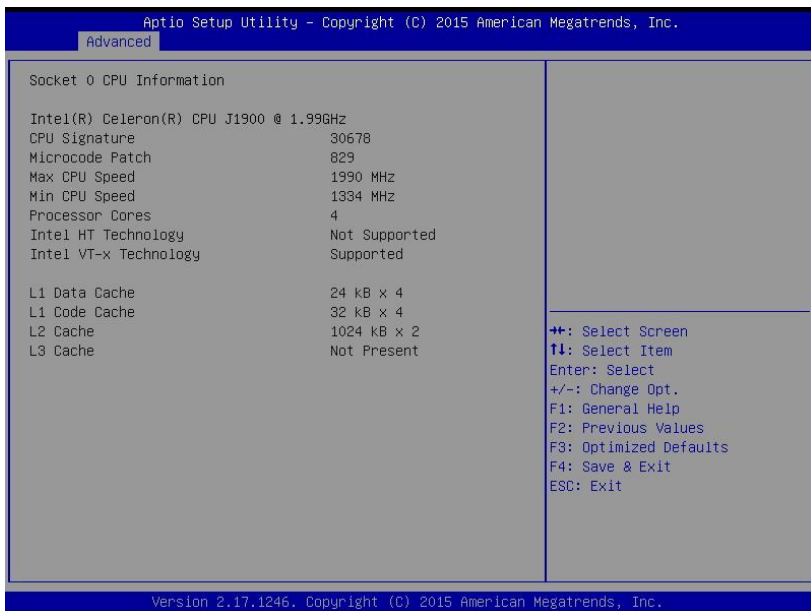 Aptio Setup Utility – Copyright (C) 2015 American Megatrends, Inc.
Advanced
Socket 0 CPU Information
Intel(R) Celeron(R) CPU J1900 @ 1.99GHz
CPU Signature 30678
Microcode Patch 829
Max CPU Speed 1990 MHz
Min CPU Speed 1334 MHz
Processor Cores 4
Intel HT Technology Not Supported
Intel VT-x Technology Supported
L1 Data Cache 24 kB x 4
L1 Code Cache 32 kB x 4
L2 Cache 1024 kB x 2
L3 Cache Not Present
→←: Select Screen
↑↓: Select Item
Enter: Select
+/-: Change Opt.
F1: General Help
F2: Previous Values
F3: Optimized Defaults
F4: Save & Exit
ESC: Exit
Version 2.17.1246. Copyright (C) 2015 American Megatrends, Inc.